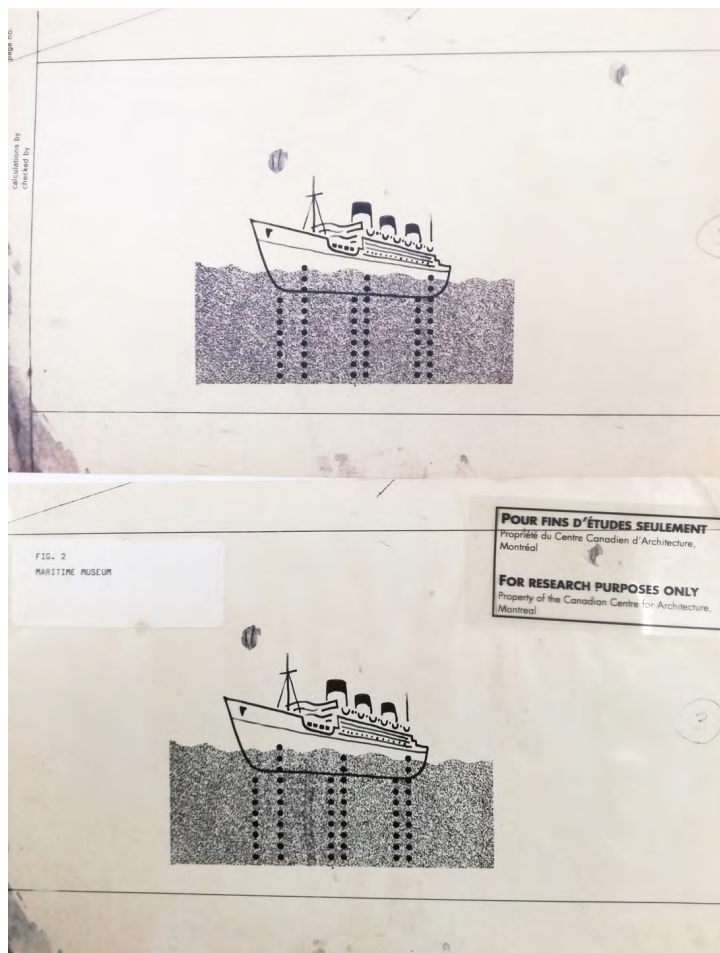 page no.
calculations by
checked by
FIG. 2
MARITIME MUSEUM
POUR FINS D'ÉTUDES SEULEMENT
Propriété du Centre Canadien d'Architecture,
Montréal
FOR RESEARCH PURPOSES ONLY
Property of the Canadian Centre for Architecture,
Montreal
3